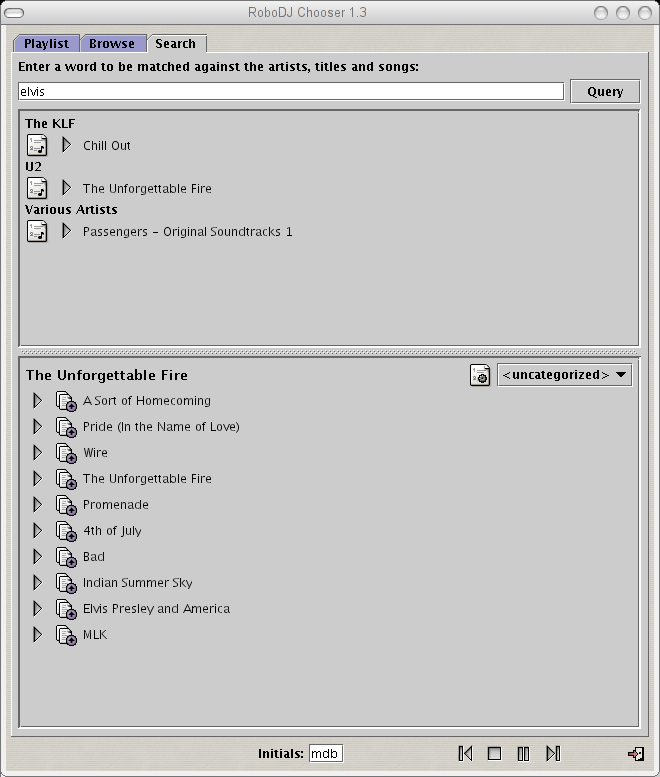 RoboDJ Chooser 1.3
Playlist Browse Search
Enter a word to be matched against the artists, titles and songs:
elvis Query
The KLF
Chill Out
U2
The Unforgettable Fire
Various Artists
Passengers - Original Soundtracks 1
The Unforgettable Fire <uncategorized>
A Sort of Homecoming
Pride (In the Name of Love)
Wire
The Unforgettable Fire
Promenade
4th of July
Bad
Indian Summer Sky
Elvis Presley and America
MLK
Initials: mdb